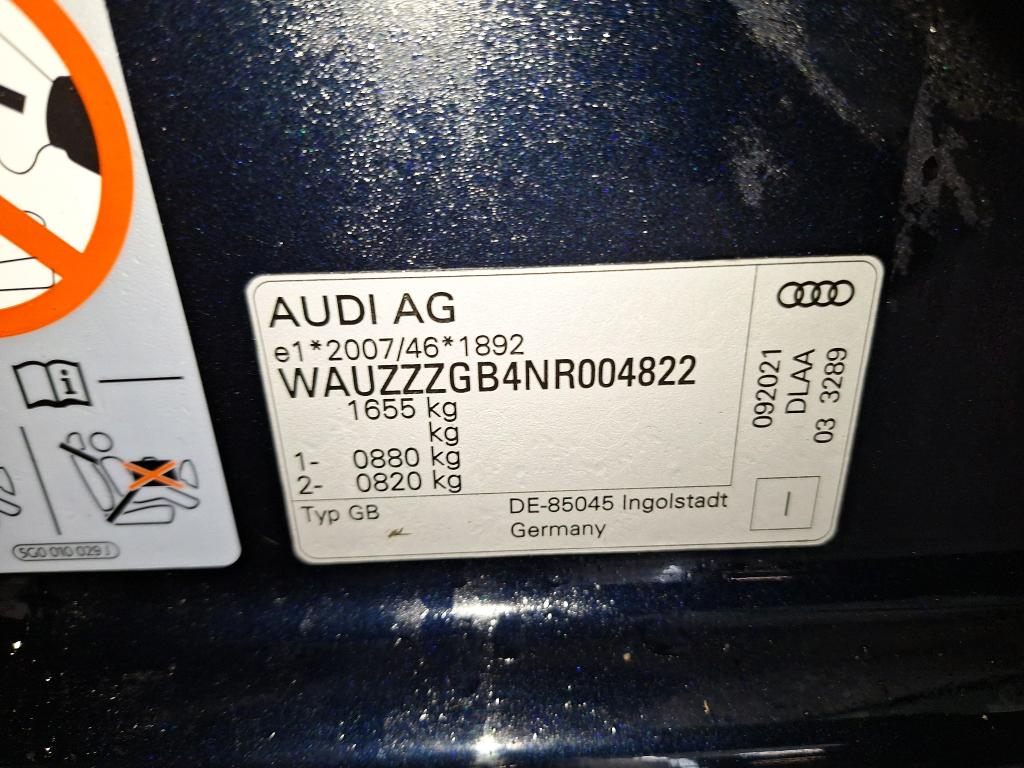 AUDI AG
e1*2007/46*1892
WAUZZZGB4NR004822
1655 kg
kg
1- 0880 kg
2- 0820 kg
Typ GB
DE-85045 Ingolstadt
Germany
092021
DLAA
03 3289
I
5G0 010 029 J